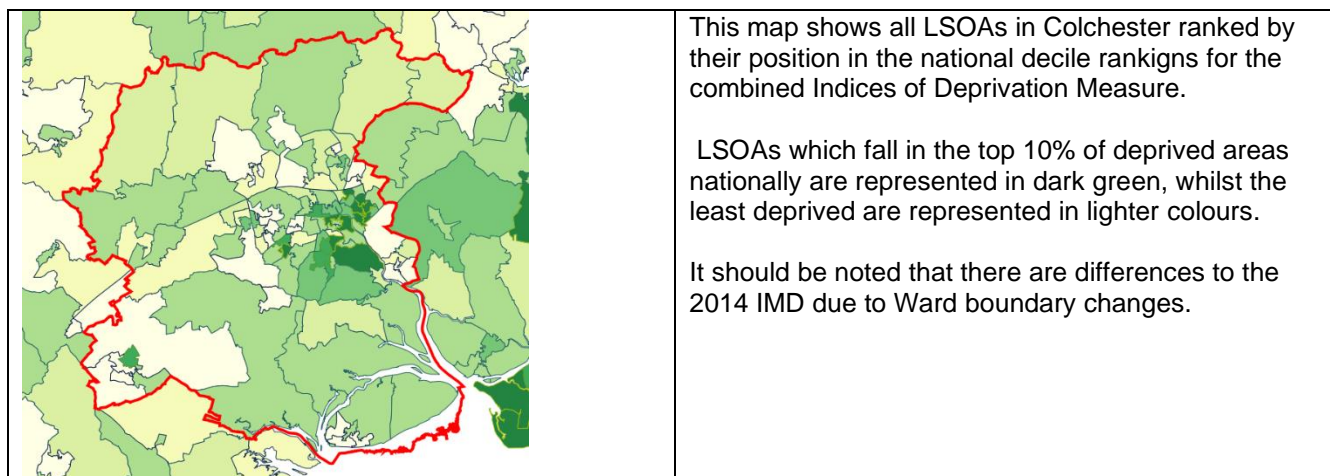 This map shows all LSOAs in Colchester ranked by
their position in the national decile rankigns for the
combined Indices of Deprivation Measure.
LSOAs which fall in the top 10% of deprived areas
nationally are represented in dark green, whilst the
least deprived are represented in lighter colours.
It should be noted that there are differences to the
2014 IMD due to Ward boundary changes.